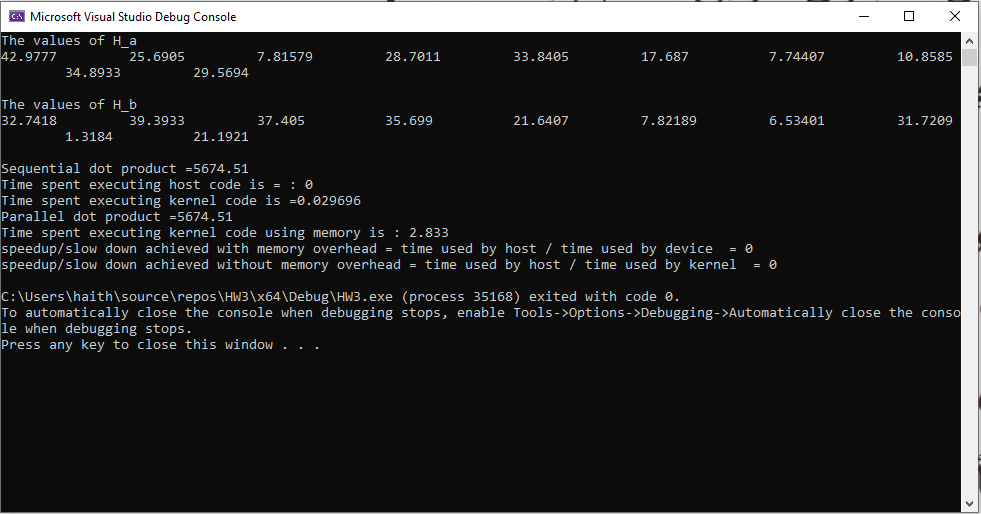 Microsoft Visual Studio Debug Console
The values of H_a
42.9777 25.6905 7.81579 28.7011 33.8405 17.687 7.74407 10.8585
34.8933 29.5694
The values of H_b
32.7418 39.3933 37.405 35.699 21.6407 7.82189 6.53401 31.7209
1.3184 21.1921
Sequential dot product =5674.51
Time spent executing host code is = : 0
Time spent executing kernel code is =0.029696
Parallel dot product =5674.51
Time spent executing kernel code using memory is : 2.833
speedup/slow down achieved with memory overhead = time used by host / time used by device  = 0
speedup/slow down achieved without memory overhead = time used by host / time used by kernel  = 0
C:\Users\haith\source\repos\HW3\x64\Debug\HW3.exe (process 35168) exited with code 0.
To automatically close the console when debugging stops, enable Tools->Options->Debugging->Automatically close the conso
le when debugging stops.
Press any key to close this window . . .